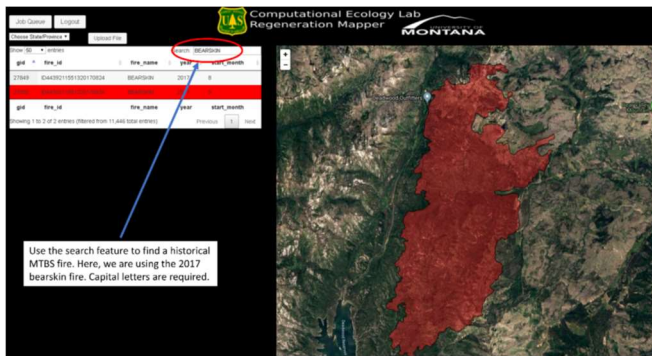 Job Queue Logout
Computational Ecology Lab
Regeneration Mapper
UNIVERSITY OF
MONTANA
Choose State/Province
Upload File
Show 50 entries
Search: BEARSKIN
gid fire_id fire_name year start_month
BEARSKIN 2017 8
gid fire_id fire_name year start_month
Showing 1 to 2 of 2 entries (filtered from 11,446 total entries)
Previous 1 Next
+
-
Use the search feature to find a historical
MTBS fire. Here, we are using the 2017
bearskin fire. Capital letters are required.